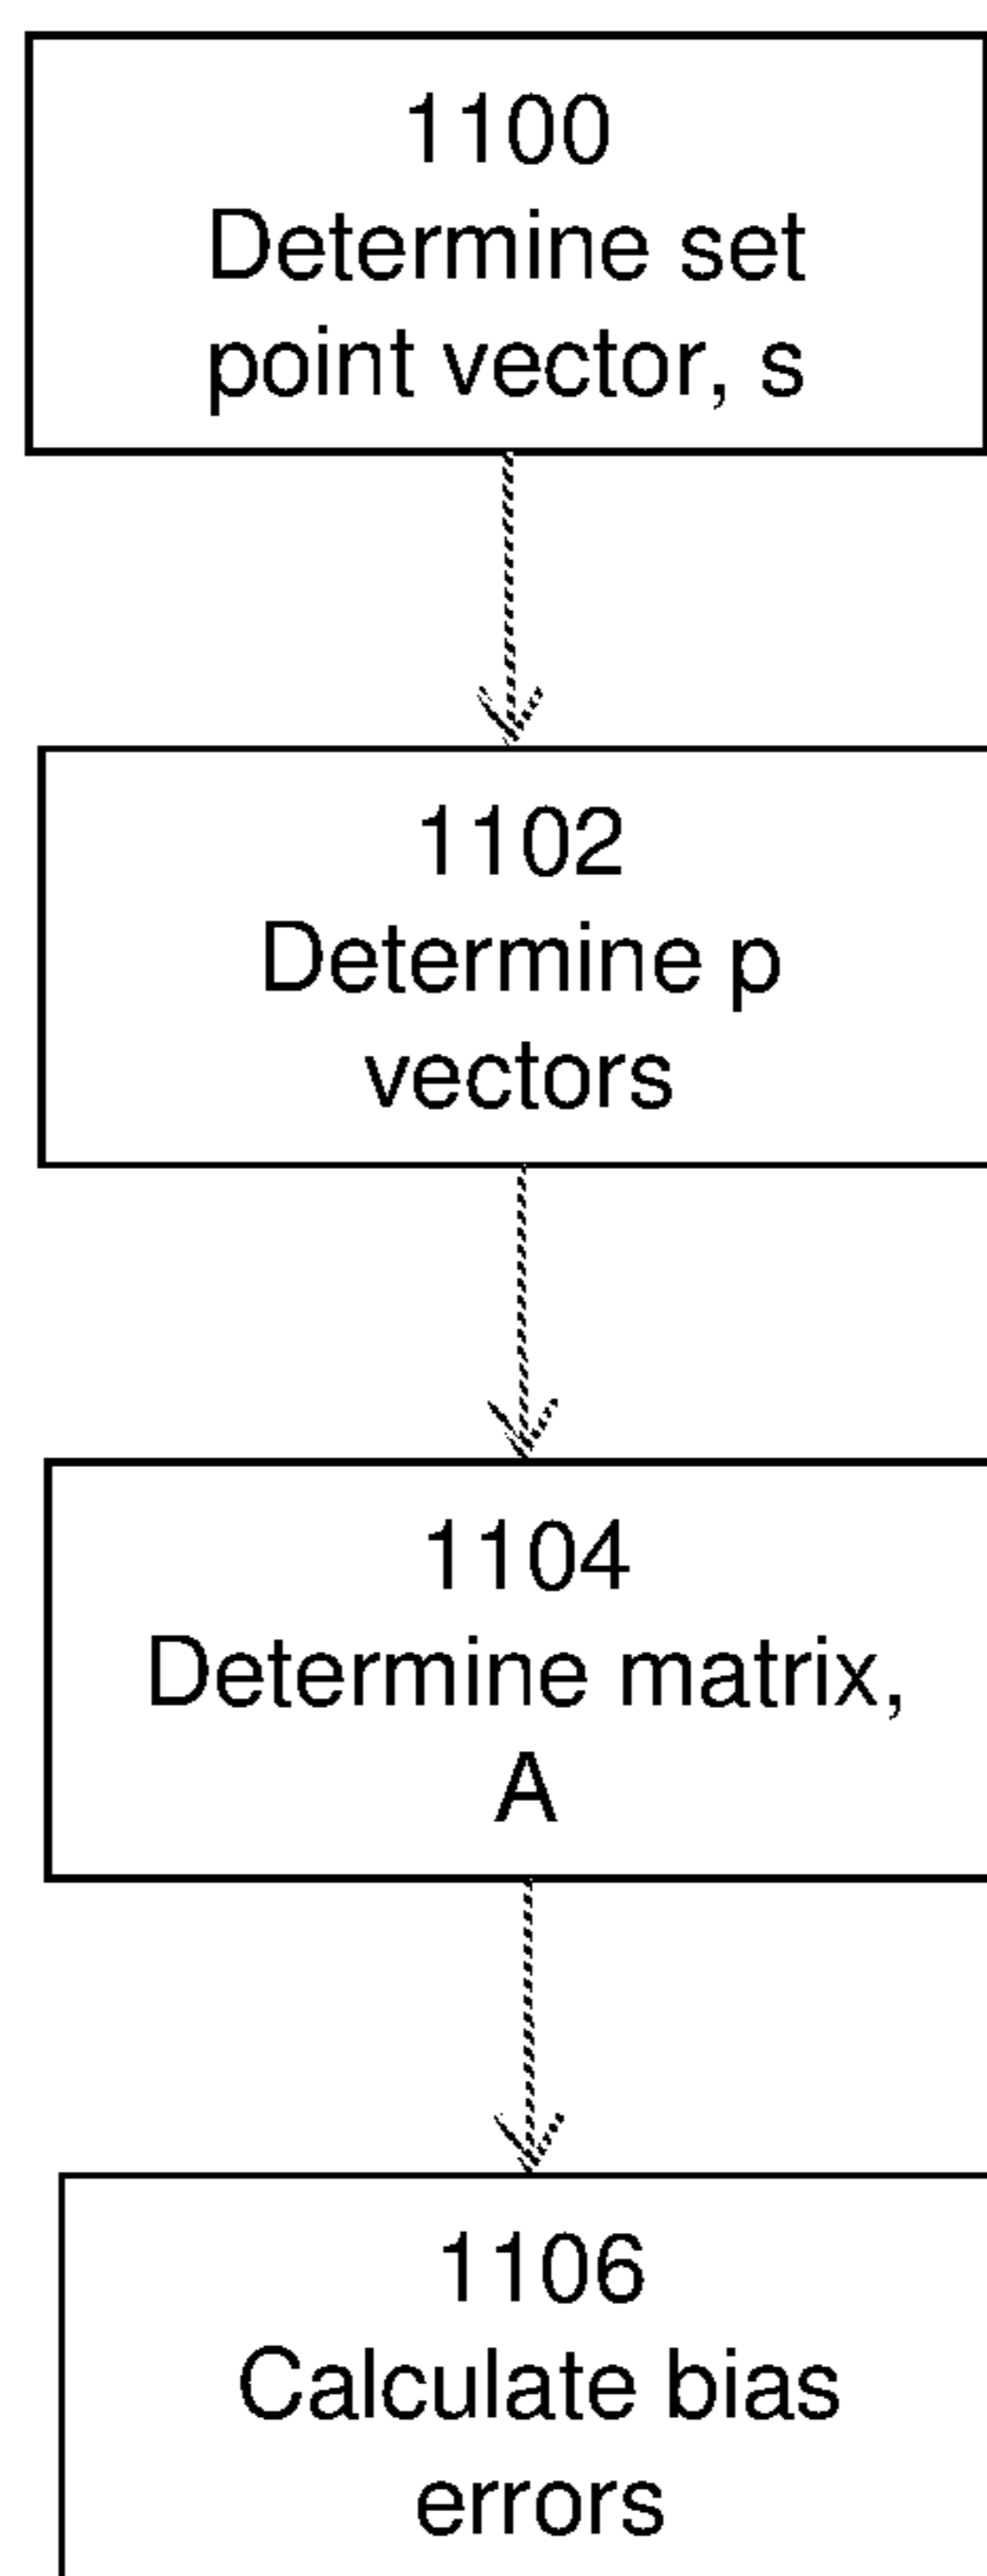 1100
Determine set
point vector, s
1102
Determine p
vectors
1104
Determine matrix,
A
1106
Calculate bias
errors